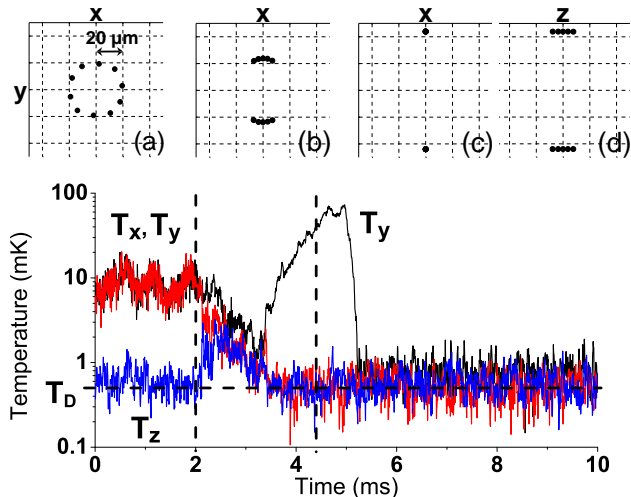 x x x z
20 μm
y
(a) (b) (c) (d)
100
Tx, Ty
Ty
10
1
TD
Tz
0.1
Temperature (mK)
0 2 4 6 8 10
Time (ms)